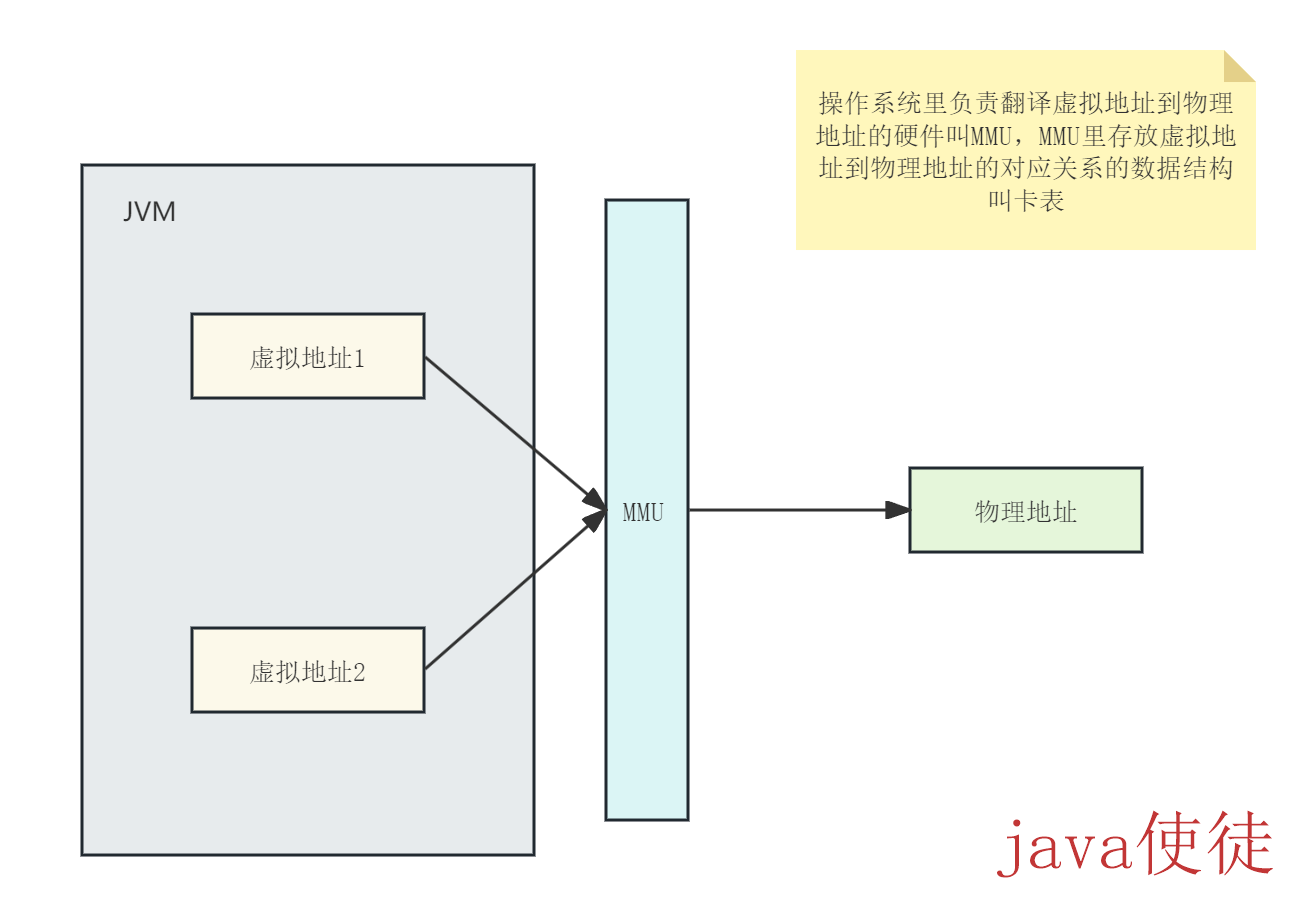 操作系统里负责翻译虚拟地址到物理
地址的硬件叫MMU，MMU里存放虚拟地
址到物理地址的对应关系的数据结构
叫卡表
JVM
虚拟地址1
MMU
物理地址
虚拟地址2
java使徒